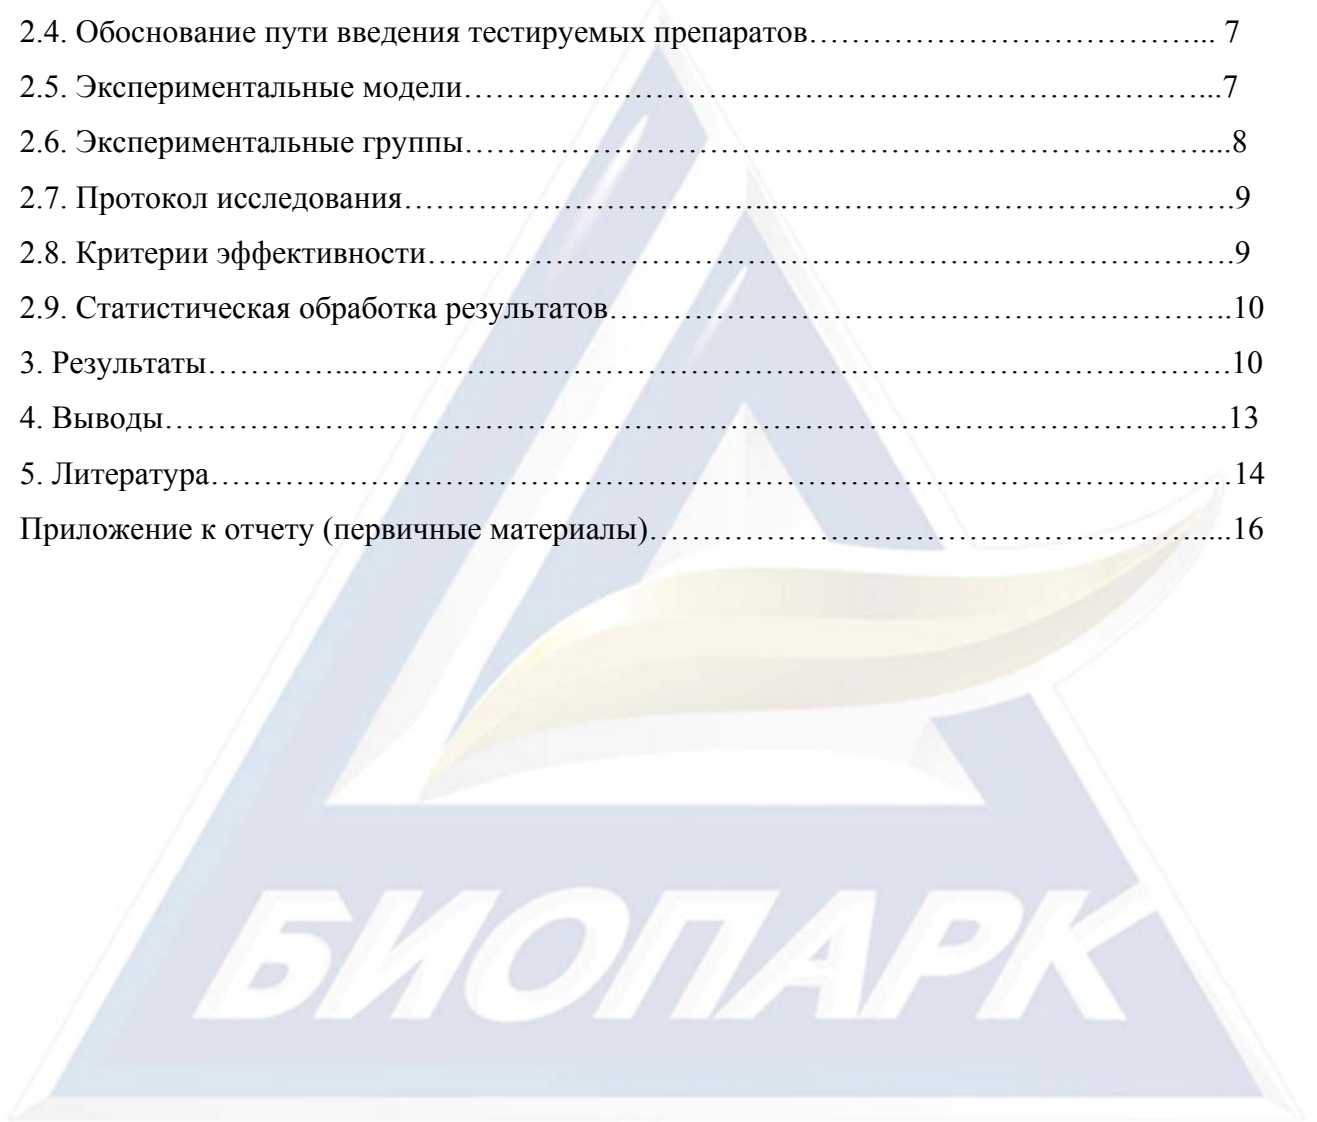 2.4. Обоснование пути введения тестируемых препаратов……………………………... 7
2.5. Экспериментальные модели…………………………………………………………...7
2.6. Экспериментальные группы…………………………………………………………....8
2.7. Протокол исследования……………………………...…………………………………….9
2.8. Критерии эффективности……………………………………………………………….9
2.9. Статистическая обработка результатов………………………………………………..10
3. Результаты…………...…………………………………………………………………….10
4. Выводы…………………………………………………………………………………….13
5. Литература…………………………………………………………………………………14
Приложение к отчету (первичные материалы)…………………………………………….....16
БИОПАРК